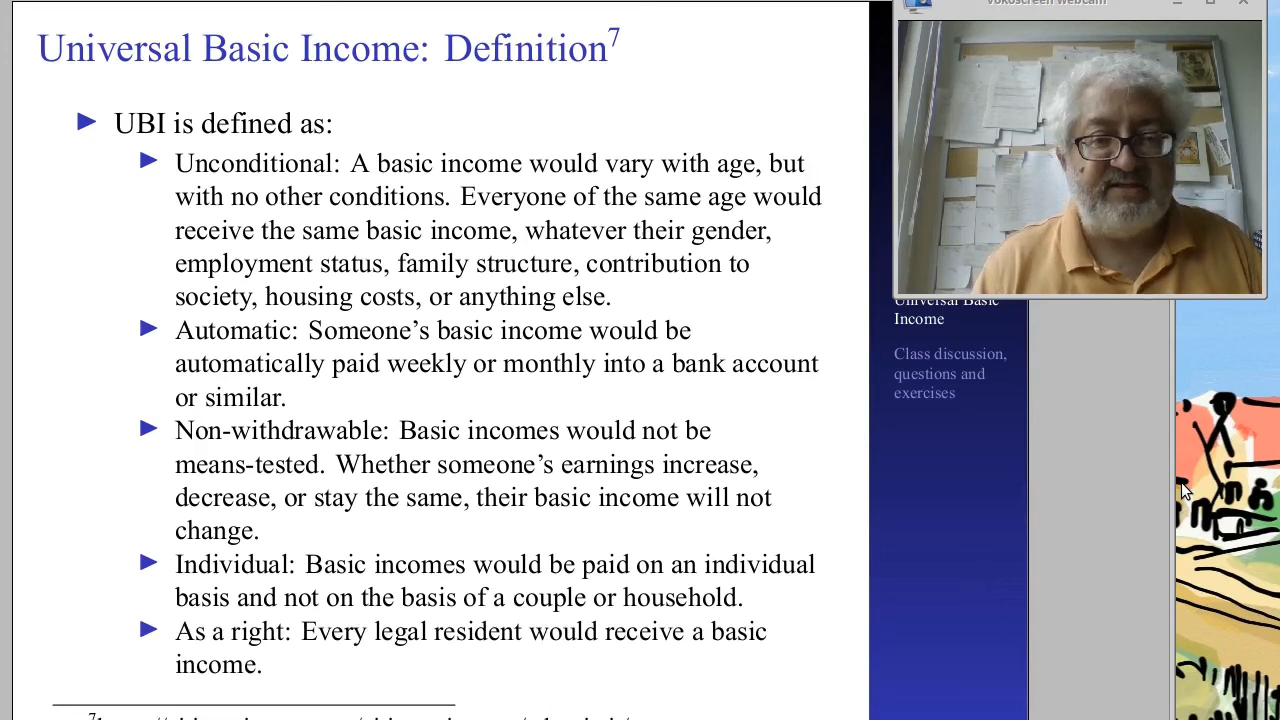 vokoscreen webcam
Universal Basic Income: Definition7
UBI is defined as:
Unconditional: A basic income would vary with age, but
with no other conditions. Everyone of the same age would
receive the same basic income, whatever their gender,
employment status, family structure, contribution to
society, housing costs, or anything else.
Automatic: Someone’s basic income would be
automatically paid weekly or monthly into a bank account
or similar.
Non-withdrawable: Basic incomes would not be
means-tested. Whether someone’s earnings increase,
decrease, or stay the same, their basic income will not
change.
Individual: Basic incomes would be paid on an individual
basis and not on the basis of a couple or household.
As a right: Every legal resident would receive a basic
income.
7
Universal Basic
Income
Class discussion,
questions and
exercises